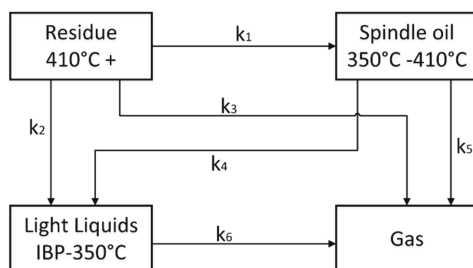 Residue
410°C +
k₁
Spindle oil
350°C -410°C
k₂
k₃
k₄
k₅
Light Liquids
IBP-350°C
k₆
Gas